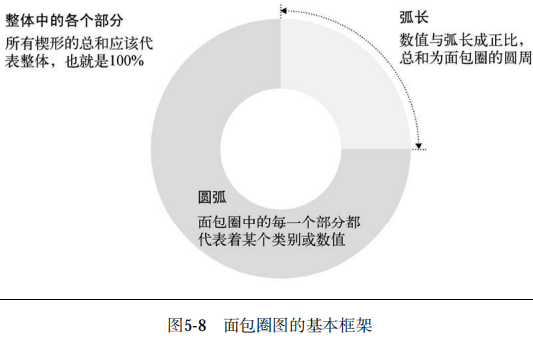 整体中的各个部分
所有楔形的总和应该代
表整体，也就是100%
弧长
数值与弧长成正比，
总和为面包圈的圆周
圆弧
面包圈中的每一个部分都
代表着某个类别或数值
图5-8 面包圈图的基本框架